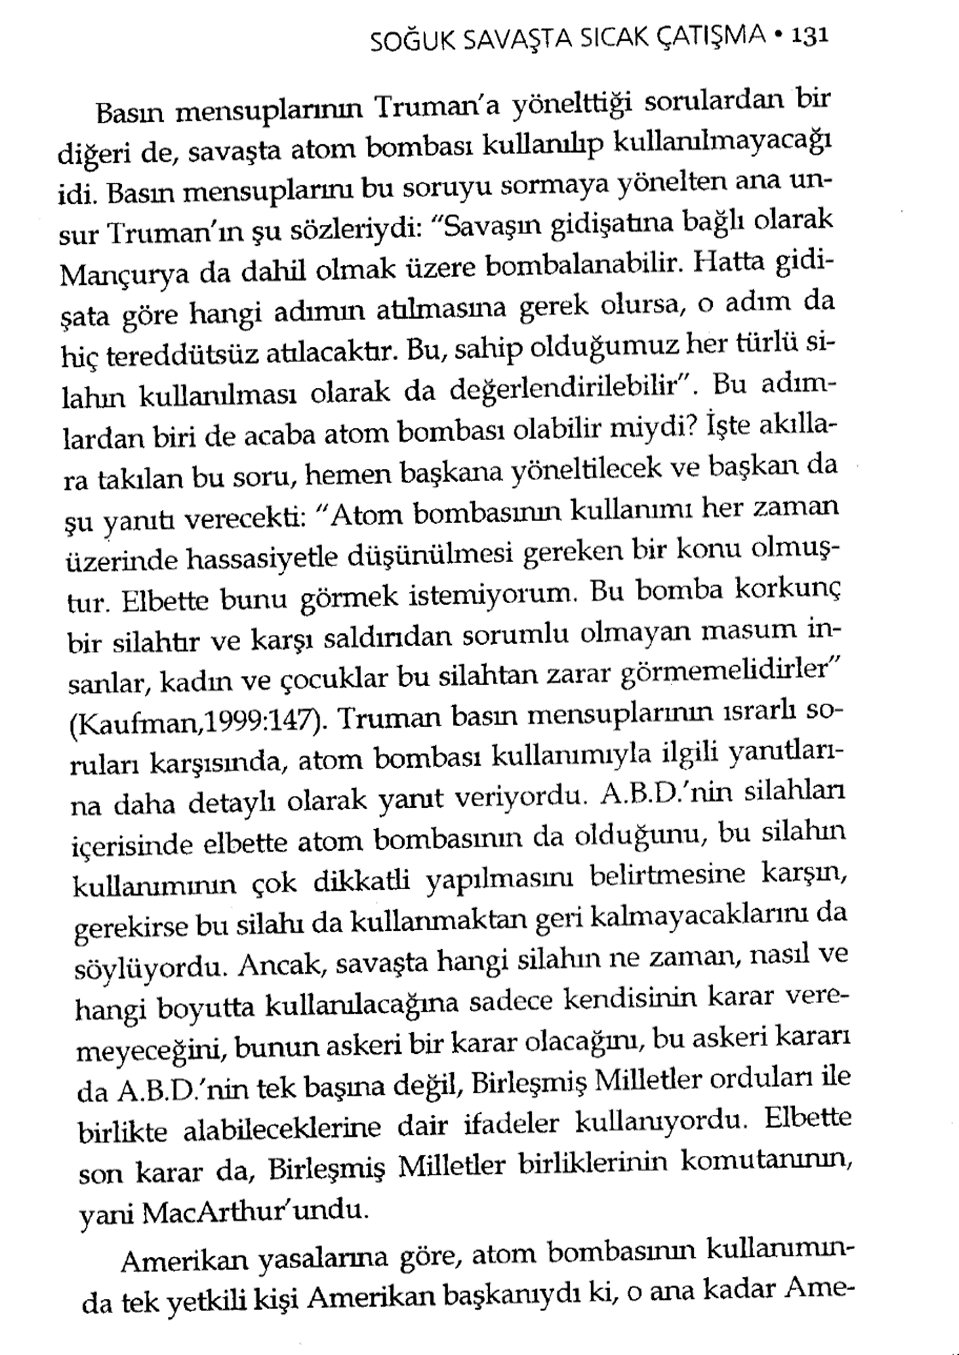 SOĞUK SAVAŞTA SICAK ÇATIŞMA • 131
Basın mensuplarının Truman'a yönelttiği sorulardan bir
diğeri de, savaşta atom bombası kullanılıp kullanılmayacağı
idi. Basın mensuplarını bu soruyu sormaya yönelten ana un-
sur Truman'ın şu sözleriydi: "Savaşın gidişatına bağlı olarak
Mançurya da dahil olmak üzere bombalanabilir. Hatta gidi-
şata göre hangi adımın atılmasına gerek olursa, o adım da
hiç tereddütsüz atılacaktır. Bu, sahip olduğumuz her türlü si-
lahın kullanılması olarak da değerlendirilebilir". Bu adım-
lardan biri de acaba atom bombası olabilir miydi? İşte akılla-
ra takılan bu soru, hemen başkana yöneltilecek ve başkan da
şu yanıtı verecekti: "Atom bombasının kullanımı her zaman
üzerinde hassasiyetle düşünülmesi gereken bir konu olmuş-
tur. Elbette bunu görmek istemiyorum. Bu bomba korkunç
bir silahtır ve karşı saldırıdan sorumlu olmayan masum in-
sanlar, kadın ve çocuklar bu silahtan zarar görmemelidirler"
(Kaufman,1999:147). Truman basın mensuplarının ısrarlı so-
ruları karşısında, atom bombası kullanımıyla ilgili yanıtları-
na daha detaylı olarak yanıt veriyordu. A.B.D.'nin silahları
içerisinde elbette atom bombasının da olduğunu, bu silahın
kullanımının çok dikkatli yapılmasını belirtmesine karşın,
gerekirse bu silahı da kullanmaktan geri kalmayacaklarını da
söylüyordu. Ancak, savaşta hangi silahın ne zaman, nasıl ve
hangi boyutta kullanılacağına sadece kendisinin karar vere-
meyeceğini, bunun askeri bir karar olacağını, bu askeri kararı
da A.B.D.'nin tek başına değil, Birleşmiş Milletler orduları ile
birlikte alabileceklerine dair ifadeler kullanıyordu. Elbette
son karar da, Birleşmiş Milletler birliklerinin komutanının,
yani MacArthur'undu.
Amerikan yasalarına göre, atom bombasının kullanımın-
da tek yetkili kişi Amerikan başkanıydı ki, o ana kadar Ame-